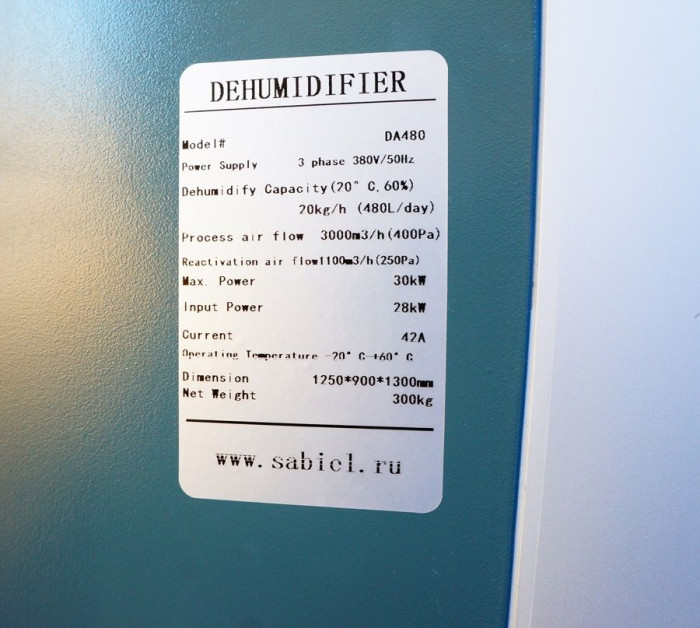 DEHUMIDIFIER
Model# DA480
Power Supply 3 phase 380V/50Hz
Dehumidify Capacity(20° C, 60%)
20kg/h (480L/day)
Process air flow 3000m3/h(400Pa)
Reactivation air flow1100m3/h(250Pa)
Max. Power 30kW
Input Power 28kW
Current 42A
Operating Temperature -20° C-+60° C
Dimension 1250*900*1300mm
Net Weight 300kg
www.sabiel.ru